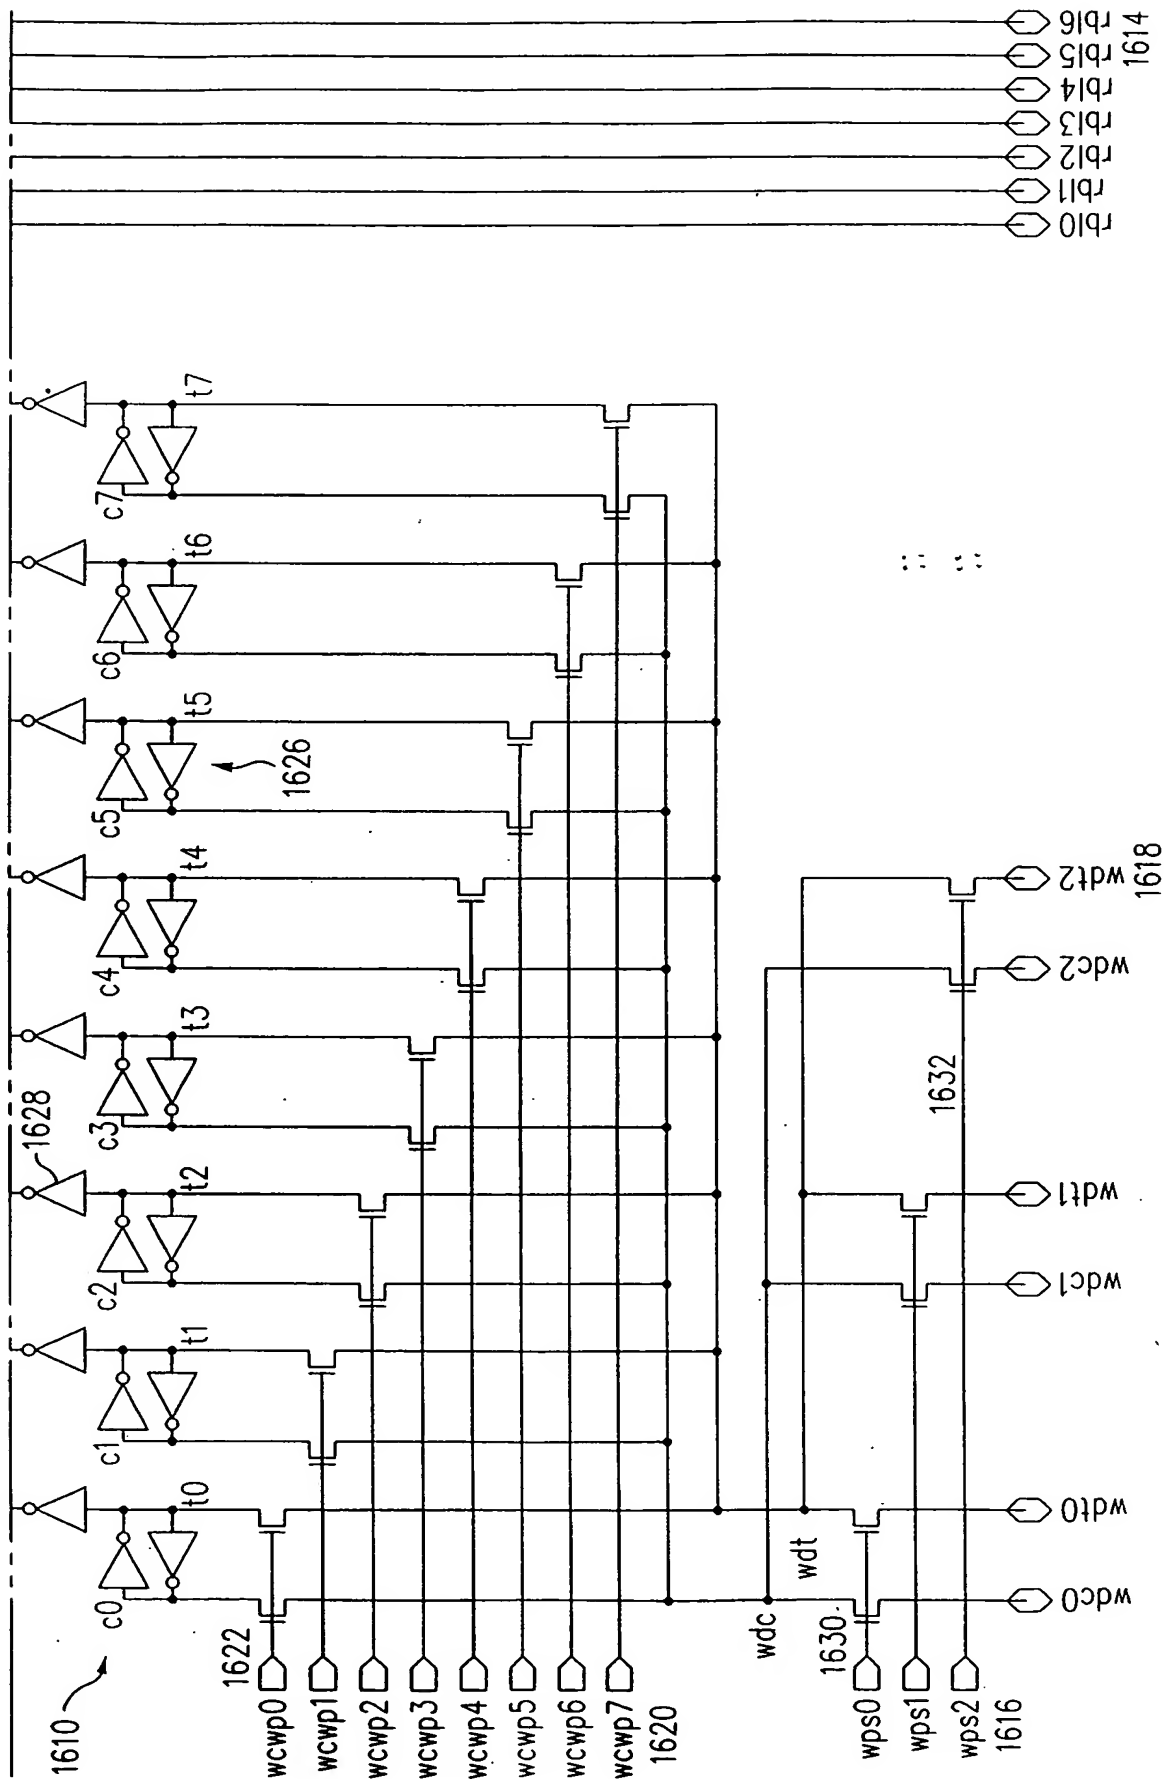 1610
c0
t0
c1
t1
c2
t2
1628
c3
t3
c4
t4
c5
t5
1626
c6
t6
c7
t7
1622
wcwp0
wcwp1
wcwp2
wcwp3
wcwp4
wcwp5
wcwp6
wcwp7
1620
wdc
wdt
1630
wps0
wps1
wps2
1616
1632
wdc0
wdt0
wdc1
wdt1
wdc2
wdt2
1618
rbl0
rbl1
rbl2
rbl3
rbl4
rbl5
rbl6
1614